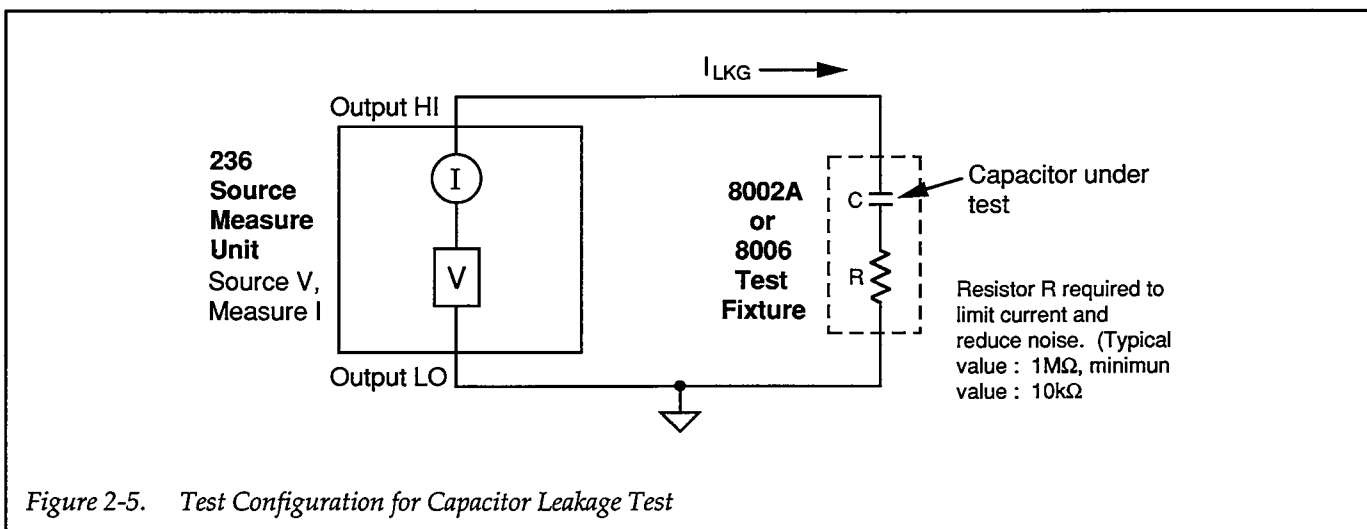 I LKG
Output HI
236
Source
Measure
Unit
Source V,
Measure I
I
V
Output LO
8002A
or
8006
Test
Fixture
C
R
Capacitor under
test
Resistor R required to
limit current and
reduce noise. (Typical
value : 1MΩ, minimun
value : 10kΩ
Figure 2-5. Test Configuration for Capacitor Leakage Test